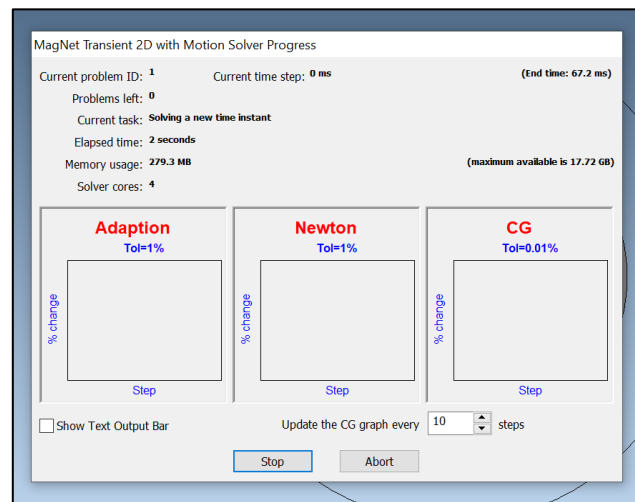 MagNet Transient 2D with Motion Solver Progress
Current problem ID: 1 Current time step: 0 ms (End time: 67.2 ms)
Problems left: 0
Current task: Solving a new time instant
Elapsed time: 2 seconds
Memory usage: 279.3 MB (maximum available is 17.72 GB)
Solver cores: 4
Adaption Newton CG
Tol=1% Tol=1% Tol=0.01%
% change % change % change
Step Step Step
Show Text Output Bar Update the CG graph every 10 steps
Stop Abort